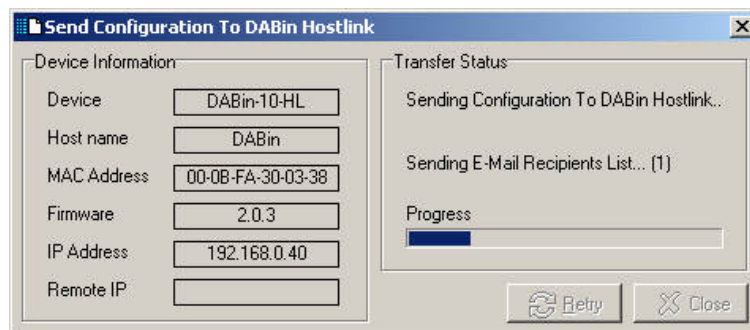 Send Configuration To DABin Hostlink
Device Information
Device DABin-10-HL
Host name DABin
MAC Address 00-0B-FA-30-03-38
Firmware 2.0.3
IP Address 192.168.0.40
Remote IP
Transfer Status
Sending Configuration To DABin Hostlink..
Sending E-Mail Recipients List... (1)
Progress
Retry Close